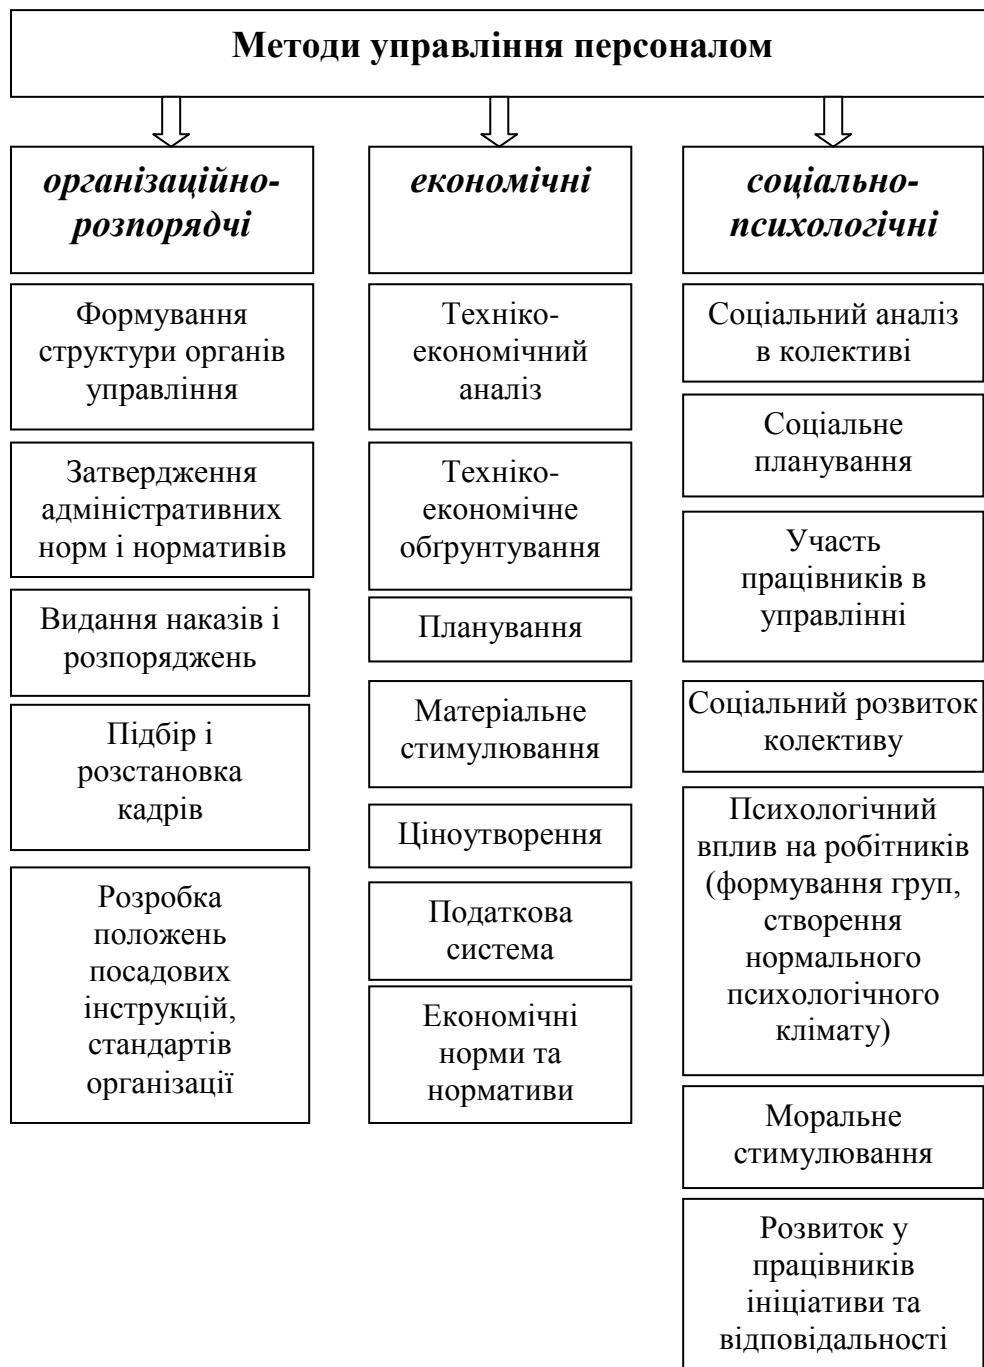 Методи управління персоналом
організаційно-
розпорядчі
Формування
структури органів
управління
Затвердження
адміністративних
норм і нормативів
Видання наказів і
розпоряджень
Підбір і
розстановка
кадрів
Розробка
положень
посадових
інструкцій,
стандартів
організації
економічні
Техніко-
економічний
аналіз
Техніко-
економічне
обґрунтування
Планування
Матеріальне
стимулювання
Ціноутворення
Податкова
система
Економічні
норми та
нормативи
соціально-
психологічні
Соціальний аналіз
в колективі
Соціальне
планування
Участь
працівників в
управлінні
Соціальний розвиток
колективу
Психологічний
вплив на робітників
(формування груп,
створення
нормального
психологічного
клімату)
Моральне
стимулювання
Розвиток у
працівників
ініціативи та
відповідальності